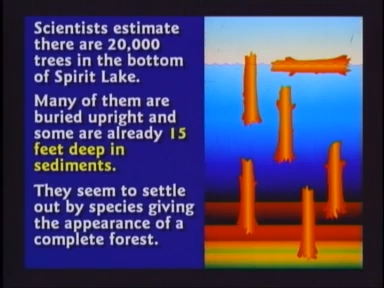 Scientists estimate
there are 20,000
trees in the bottom
of Spirit Lake.
Many of them are
buried upright and
some are already 15
feet deep in
sediments.
They seem to settle
out by species giving
the appearance of a
complete forest.